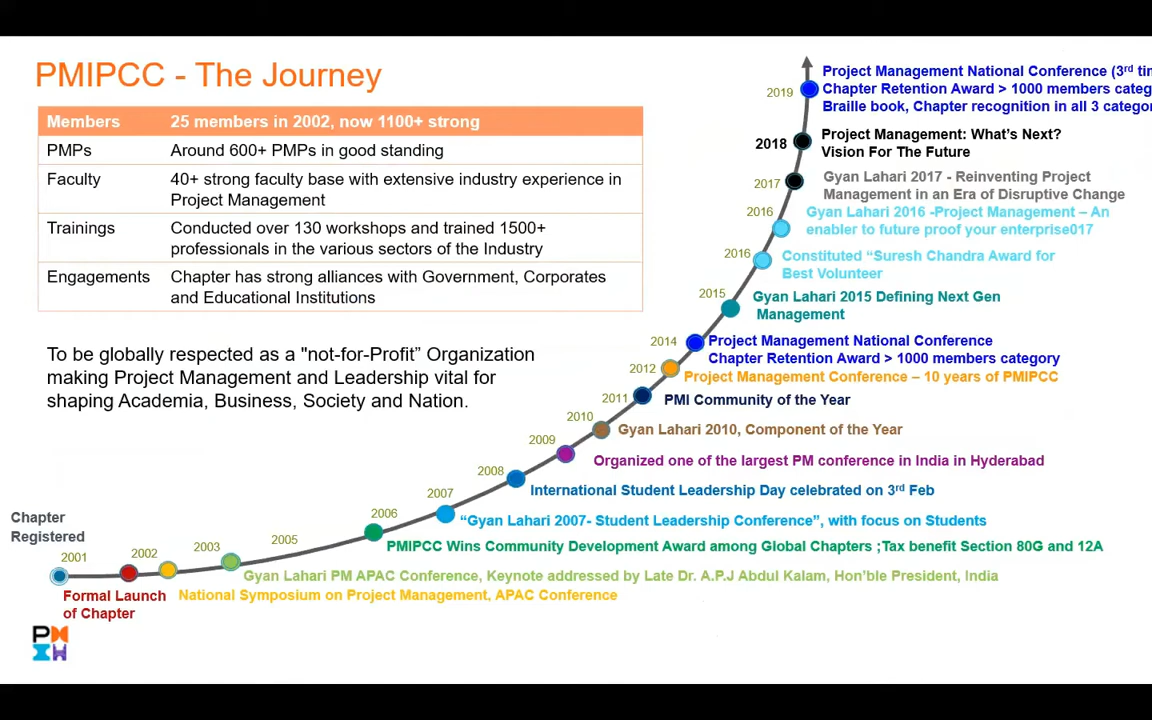 PMIPCC - The Journey
Members 25 members in 2002, now 1100+ strong
PMPs Around 600+ PMPs in good standing
Faculty 40+ strong faculty base with extensive industry experience in
Project Management
Trainings Conducted over 130 workshops and trained 1500+
professionals in the various sectors of the Industry
Engagements Chapter has strong alliances with Government, Corporates
and Educational Institutions
To be globally respected as a "not-for-Profit” Organization
making Project Management and Leadership vital for
shaping Academia, Business, Society and Nation.
2019
Project Management National Conference (3rd
Chapter Retention Award > 1000 members
Braille book, Chapter recognition in all 3
2018
Project Management: What’s Next?
Vision For The Future
2017
Gyan Lahari 2017 - Reinventing Project
Management in an Era of Disruptive Change
2016
Gyan Lahari 2016 -Project Management – An
enabler to future proof your enterprise017
2016
Constituted “Suresh Chandra Award for
Best Volunteer
2015
Gyan Lahari 2015 Defining Next Gen
Management
2014
Project Management National Conference
Chapter Retention Award > 1000 members category
2012
Project Management Conference – 10 years of PMIPCC
2011
PMI Community of the Year
2010
Gyan Lahari 2010, Component of the Year
2009
Organized one of the largest PM conference in India in Hyderabad
2008
International Student Leadership Day celebrated on 3rd Feb
2007
“Gyan Lahari 2007- Student Leadership Conference”, with focus on Students
2006
PMIPCC Wins Community Development Award among Global Chapters ;Tax benefit Section 80G and 12A
2005
2003
Gyan Lahari PM APAC Conference, Keynote addressed by Late Dr. A.P.J Abdul Kalam, Hon’ble President, India
2002
National Symposium on Project Management, APAC Conference
Chapter
Registered
2001
Formal Launch
of Chapter